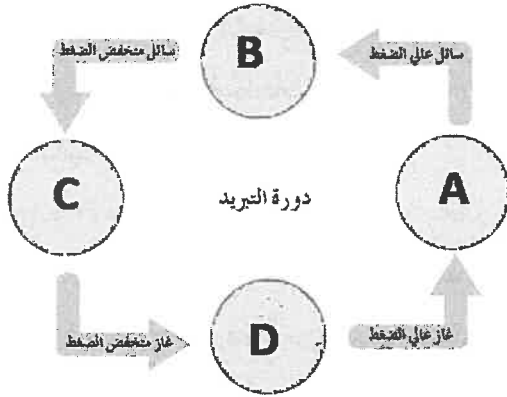 B
سائل منخفض الضغط
سائل عالي الضغط
C
دورة التبريد
A
D
غاز منخفض الضغط
غاز عالي الضغط